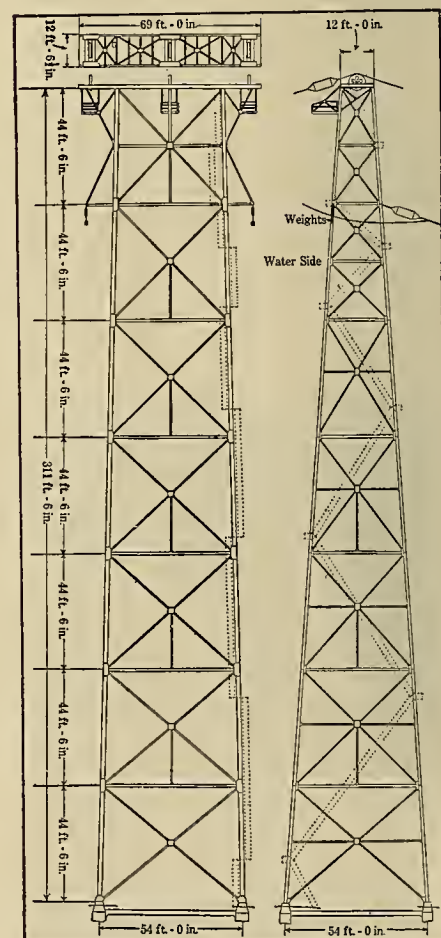 69 ft. - 0 in.
12 ft. - 0 in.
12 ft.- 6½ in.
44 ft.- 6 in.
44 ft.- 6 in.
Weights
Water Side
44 ft.- 6 in.
44 ft.- 6 in.
311 ft.- 6 in.
44 ft.- 6 in.
44 ft.- 6 in.
44 ft.- 6 in.
54 ft. - 0 in.
54 ft. - 0 in.